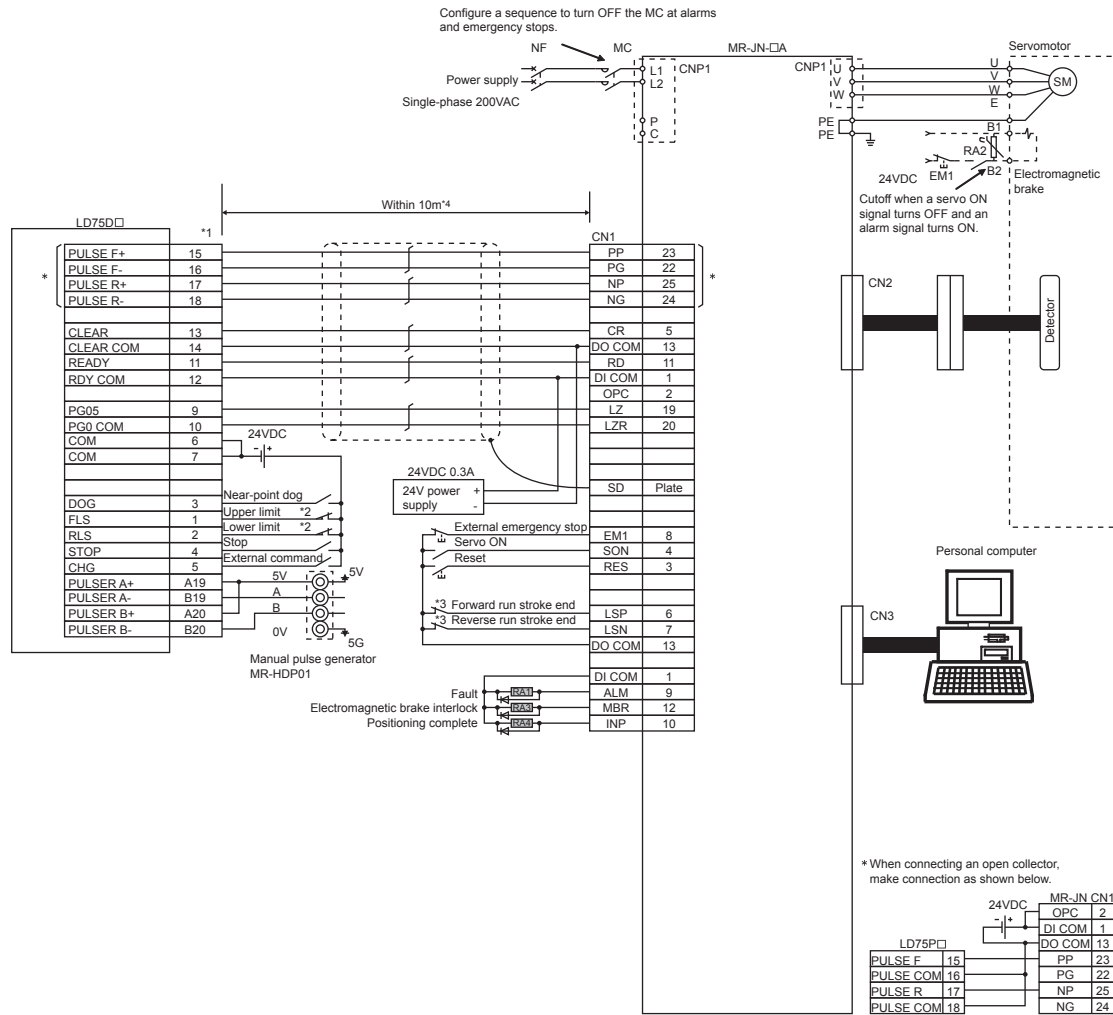 Configure a sequence to turn OFF the MC at alarms
and emergency stops.
NF MC MR-JN-□A Servomotor
Power supply
Single-phase 200VAC
L1 CNP1
L2
P
C
CNP1 U
V
W
PE
PE
U
V
W
E
SM
B1
RA2
24VDC EM1 B2 Electromagnetic
brake
Cutoff when a servo ON
signal turns OFF and an
alarm signal turns ON.
Within 10m*4
LD75D□ *1 CN1
* PULSE F+ 15 PP 23 *
PULSE F- 16 PG 22
PULSE R+ 17 NP 25
PULSE R- 18 NG 24
CLEAR 13 CR 5
CLEAR COM 14 DO COM 13
READY 11 RD 11
RDY COM 12 DI COM 1
OPC 2
PG05 9 LZ 19
PG0 COM 10 LZR 20
COM 6 24VDC
COM 7 - +
24VDC 0.3A
24V power +
supply -
SD Plate
DOG 3 Near-point dog
FLS 1 Upper limit *2
RLS 2 Lower limit *2
STOP 4 Stop
CHG 5 External command
PULSER A+ A19 5V 5V
PULSER A- B19 A
PULSER B+ A20 B
PULSER B- B20 0V 5G
Manual pulse generator
MR-HDP01
External emergency stop EM1 8
Servo ON SON 4
Reset RES 3
*3 Forward run stroke end LSP 6
*3 Reverse run stroke end LSN 7
DO COM 13
DI COM 1
Fault RA1 ALM 9
Electromagnetic brake interlock RA3 MBR 12
Positioning complete RA4 INP 10
CN2
Detector
Personal computer
CN3
* When connecting an open collector,
make connection as shown below.
MR-JN CN1
24VDC OPC 2
- + DI COM 1
LD75P□ DO COM 13
PULSE F 15 PP 23
PULSE COM 16 PG 22
PULSE R 17 NP 25
PULSE COM 18 NG 24